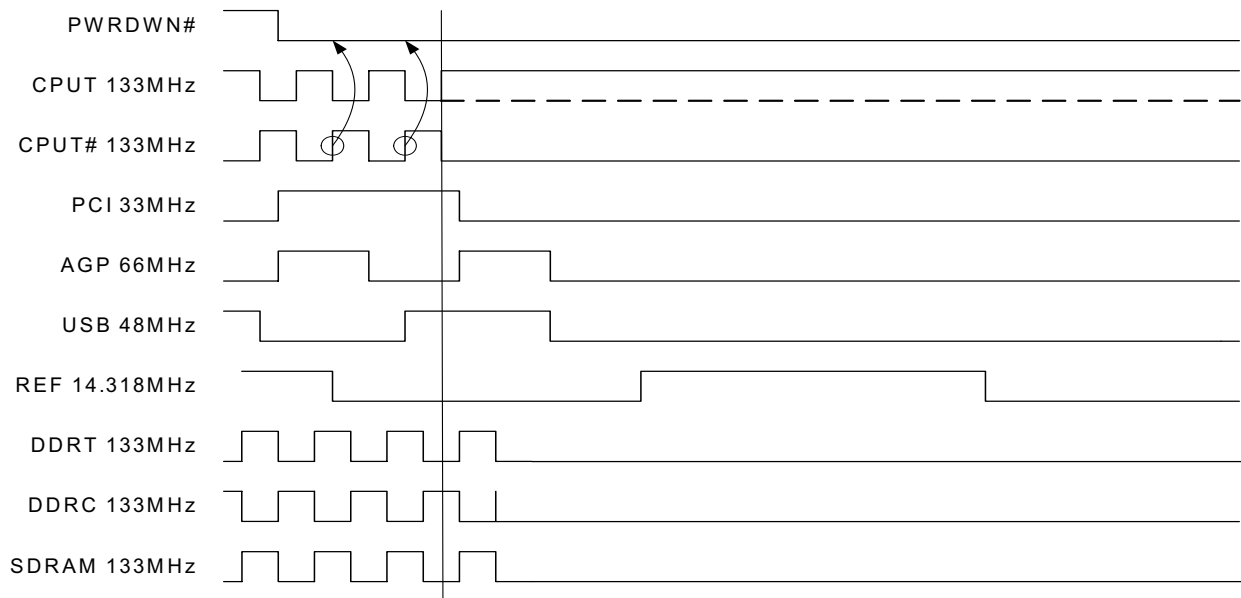 PWRDWN#
CPUT 133MHz
CPUT# 133MHz
PCI 33MHz
AGP 66MHz
USB 48MHz
REF 14.318MHz
DDRT 133MHz
DDRC 133MHz
SDRAM 133MHz